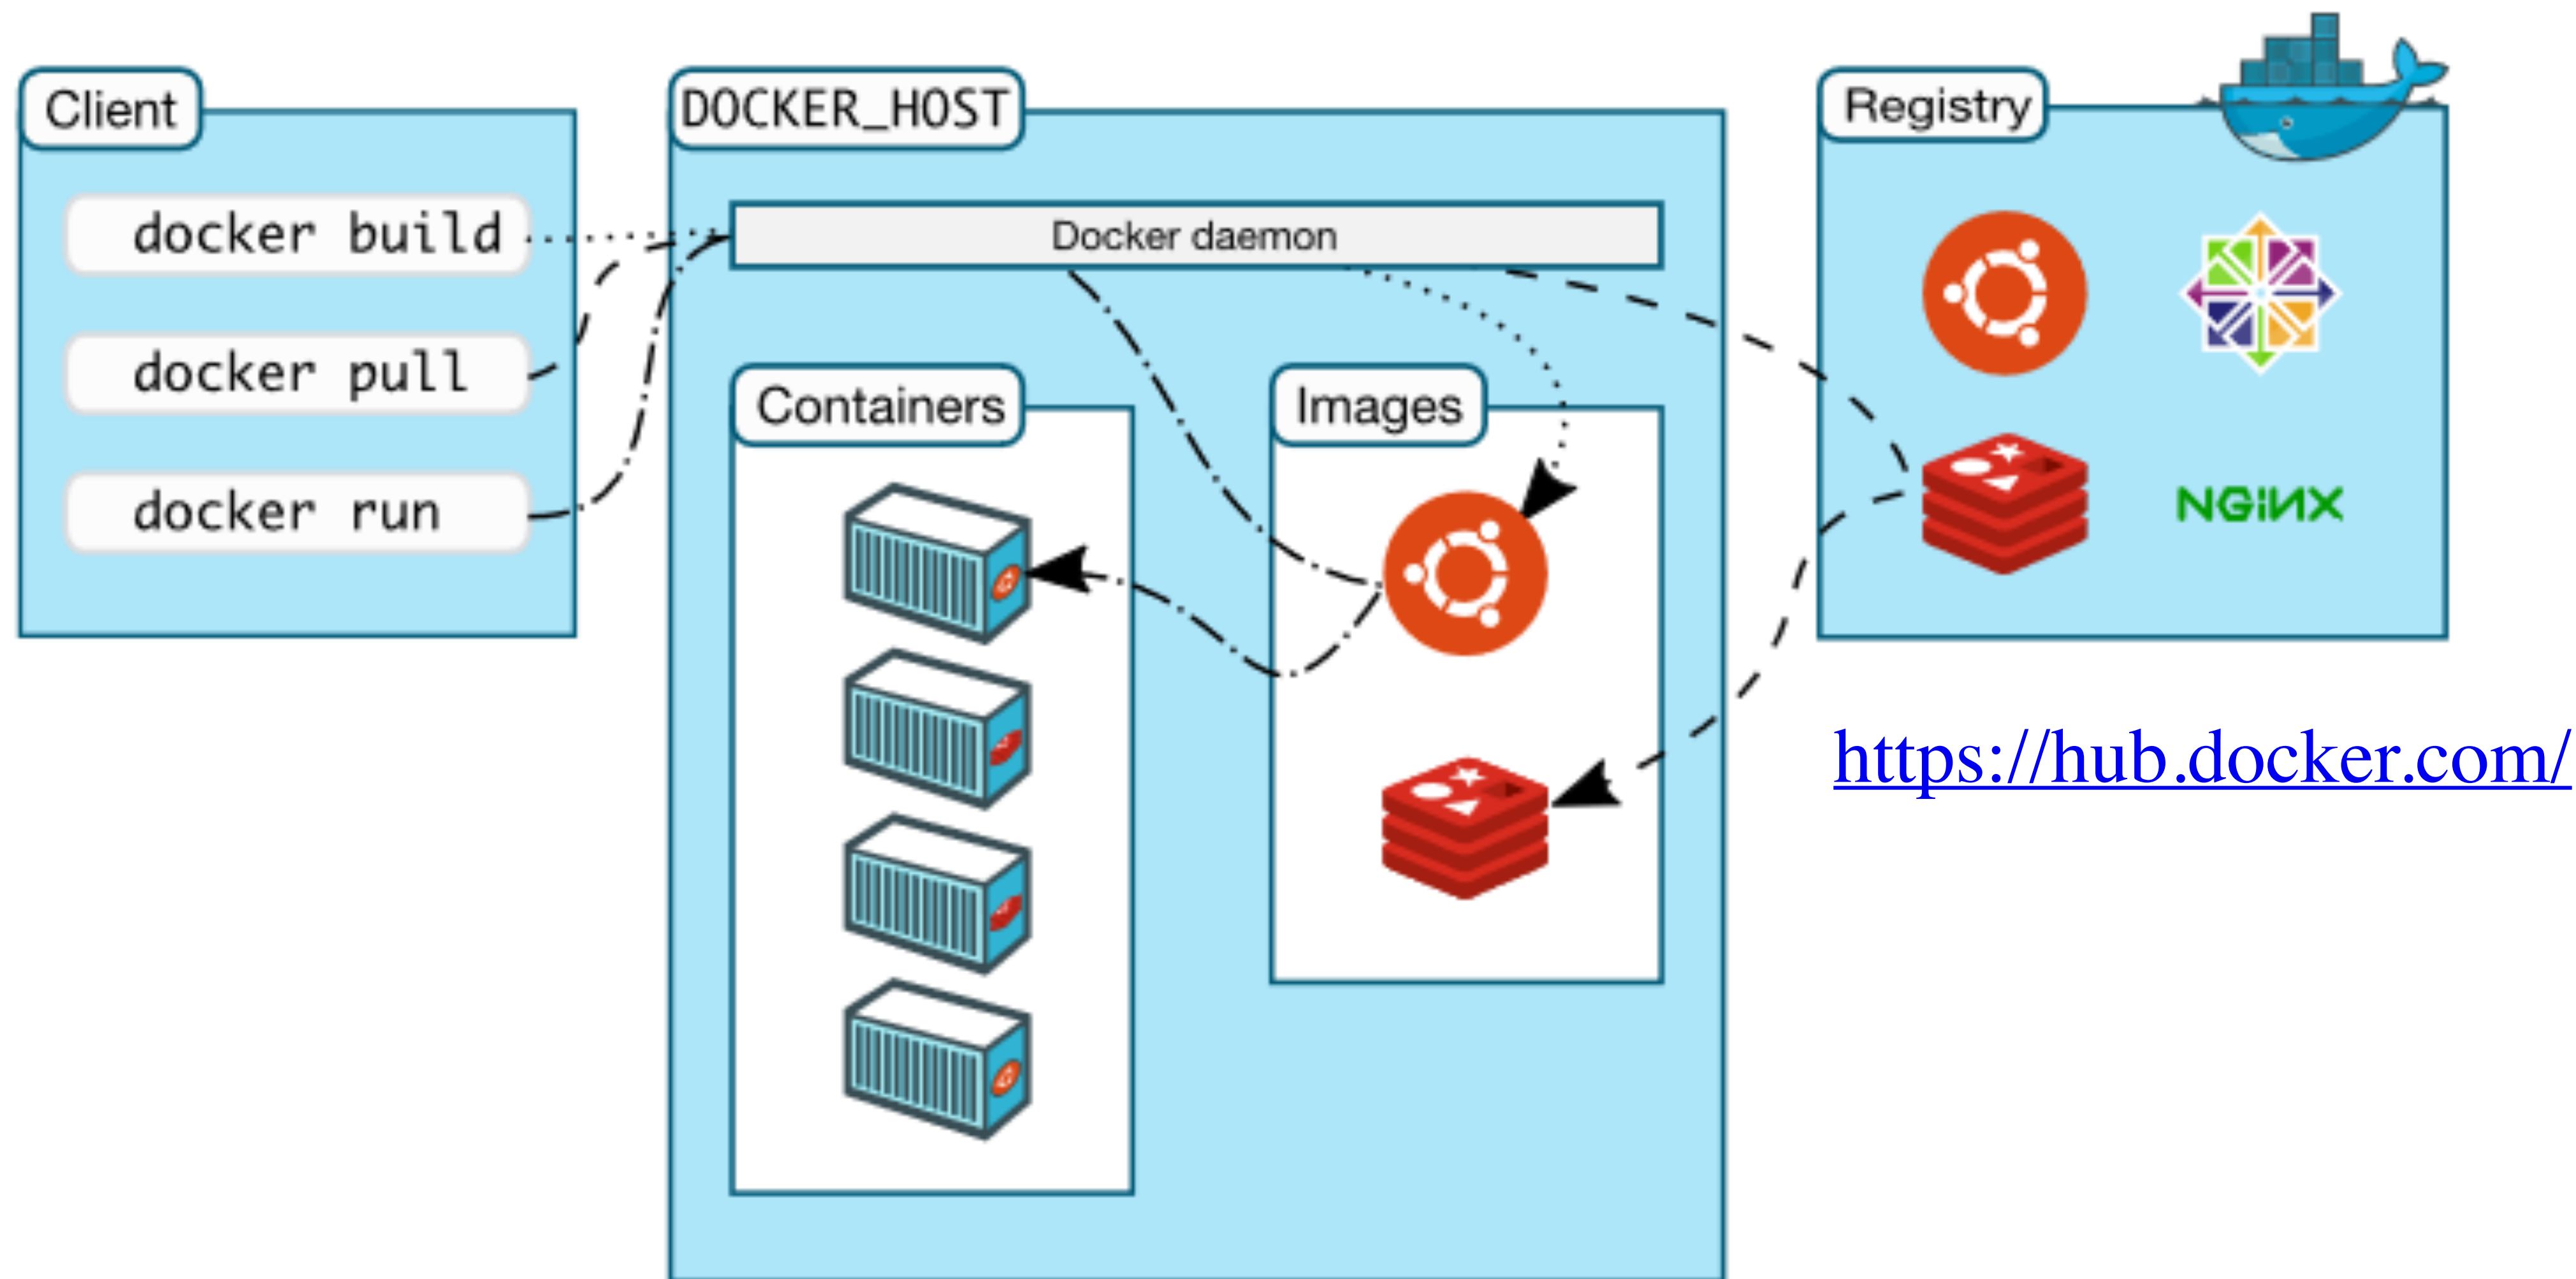 Client
docker build
docker pull
docker run
DOCKER_HOST
Docker daemon
Containers
Images
Registry
NGiNX
https://hub.docker.com/